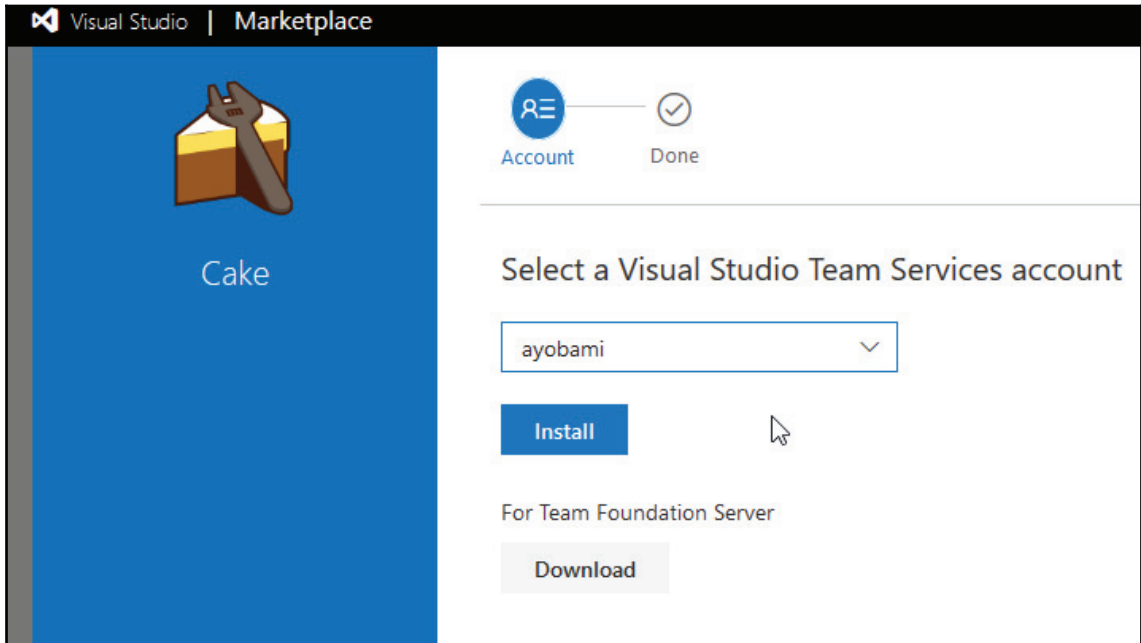 Visual Studio | Marketplace
Cake
Account
Done
Select a Visual Studio Team Services account
ayobami
Install
For Team Foundation Server
Download